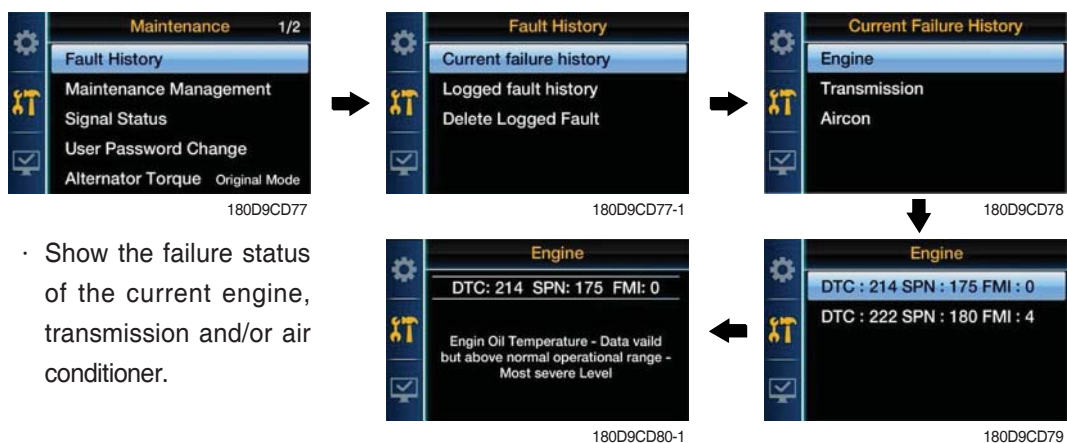 Maintenance 1/2
Fault History
Maintenance Management
Signal Status
User Password Change
Alternator Torque Original Mode
180D9CD77
Fault History
Current failure history
Logged fault history
Delete Logged Fault
180D9CD77-1
Current Failure History
Engine
Transmission
Aircon
180D9CD78
· Show the failure status
of the current engine,
transmission and/or air
conditioner.
Engine
DTC: 214 SPN: 175 FMI: 0
Engin Oil Temperature - Data vaild
but above normal operational range -
Most severe Level
180D9CD80-1
Engine
DTC : 214 SPN : 175 FMI : 0
DTC : 222 SPN : 180 FMI : 4
180D9CD79